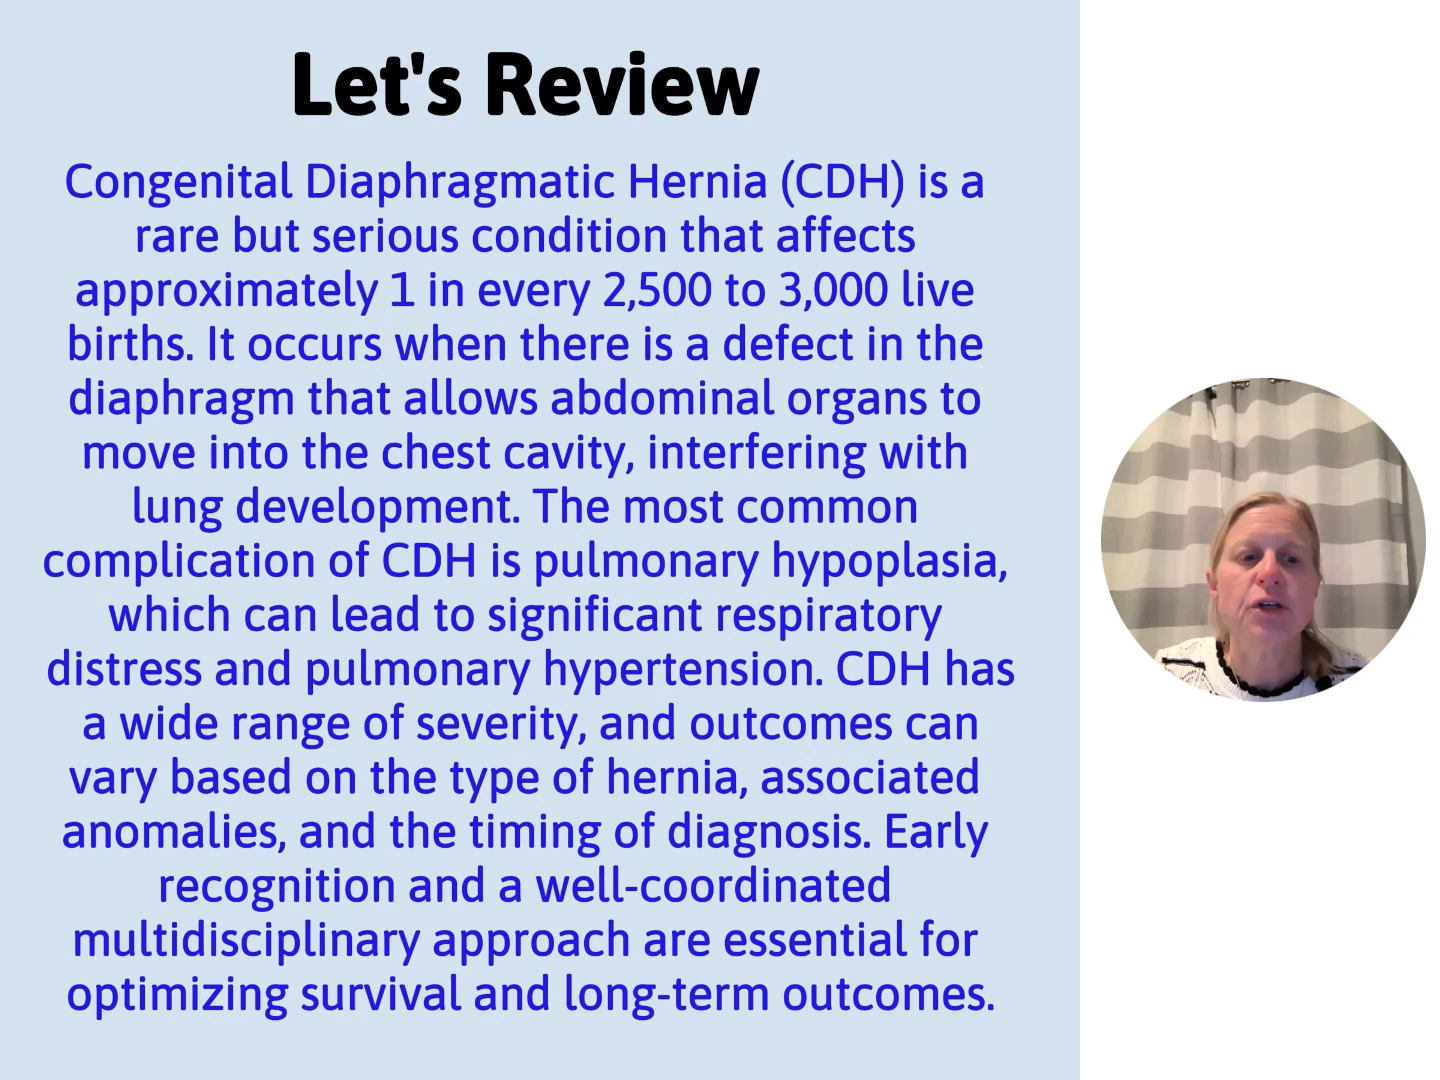 Let's Review
Congenital Diaphragmatic Hernia (CDH) is a
rare but serious condition that affects
approximately 1 in every 2,500 to 3,000 live
births. It occurs when there is a defect in the
diaphragm that allows abdominal organs to
move into the chest cavity, interfering with
lung development. The most common
complication of CDH is pulmonary hypoplasia,
which can lead to significant respiratory
distress and pulmonary hypertension. CDH has
a wide range of severity, and outcomes can
vary based on the type of hernia, associated
anomalies, and the timing of diagnosis. Early
recognition and a well-coordinated
multidisciplinary approach are essential for
optimizing survival and long-term outcomes.